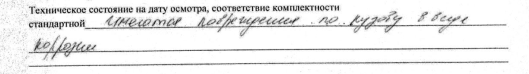 Техническое состояние на дату осмотра, соответствие комплектности
стандартной Имеются повреждения по кузову в виде
коррозии